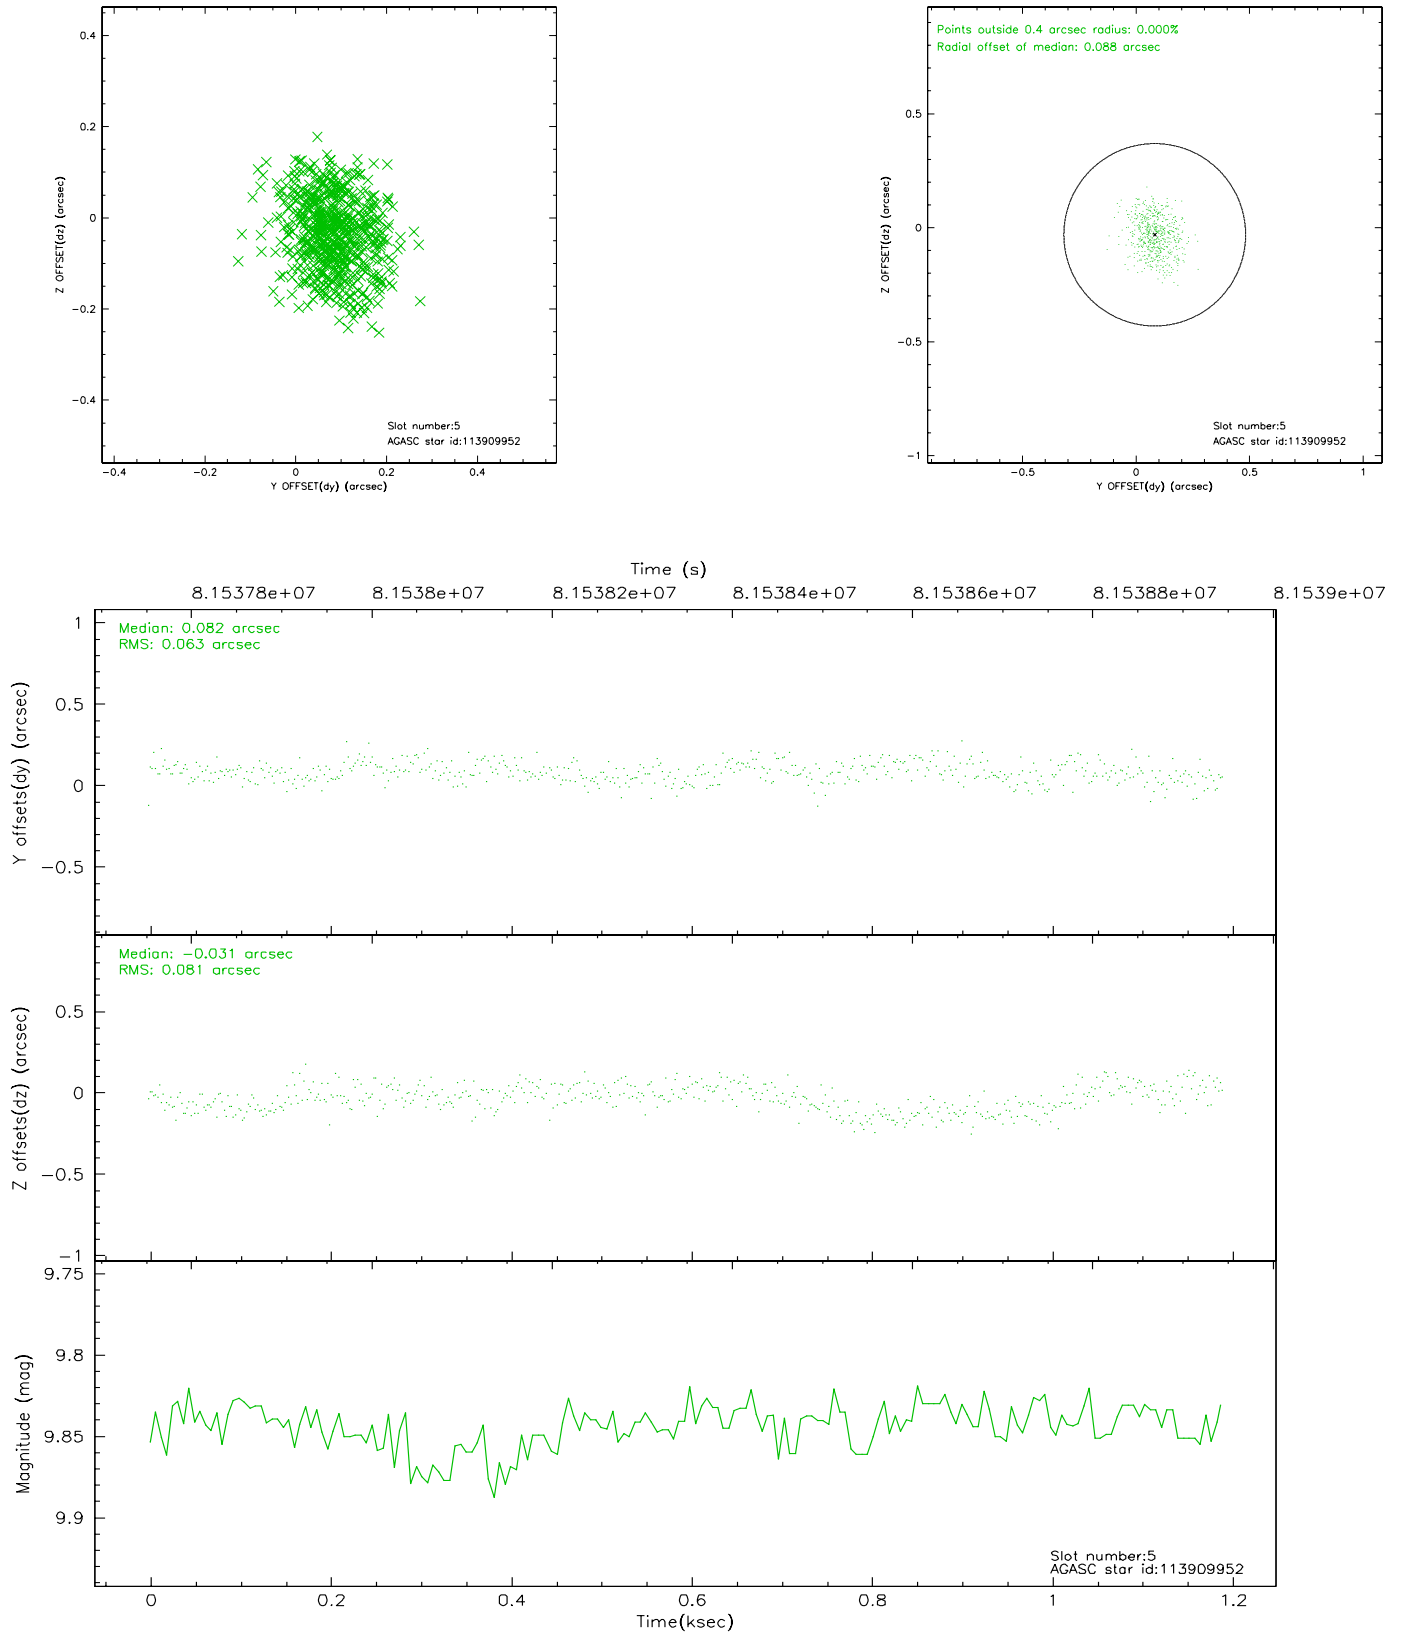 0.4
0.2
0
−0.2
−0.4
Z OFFSET(dz) (arcsec)
Slot number:5
AGASC star id:113909952
−0.4 −0.2 0 0.2 0.4
Y OFFSET(dy) (arcsec)
Points outside 0.4 arcsec radius: 0.000%
Radial offset of median: 0.088 arcsec
0.5
0
−0.5
−1
Z OFFSET(dz) (arcsec)
Slot number:5
AGASC star id:113909952
−0.5 0 0.5 1
Y OFFSET(dy) (arcsec)
Time (s)
8.15378e+07 8.1538e+07 8.15382e+07 8.15384e+07 8.15386e+07 8.15388e+07 8.1539e+07
Median: 0.082 arcsec
RMS: 0.063 arcsec
1
0.5
0
−0.5
Y offsets(dy) (arcsec)
Median: −0.031 arcsec
RMS: 0.081 arcsec
0.5
0
−0.5
−1
Z offsets(dz) (arcsec)
9.75
9.8
9.85
9.9
Magnitude (mag)
Slot number:5
AGASC star id:113909952
0 0.2 0.4 0.6 0.8 1 1.2
Time(ksec)